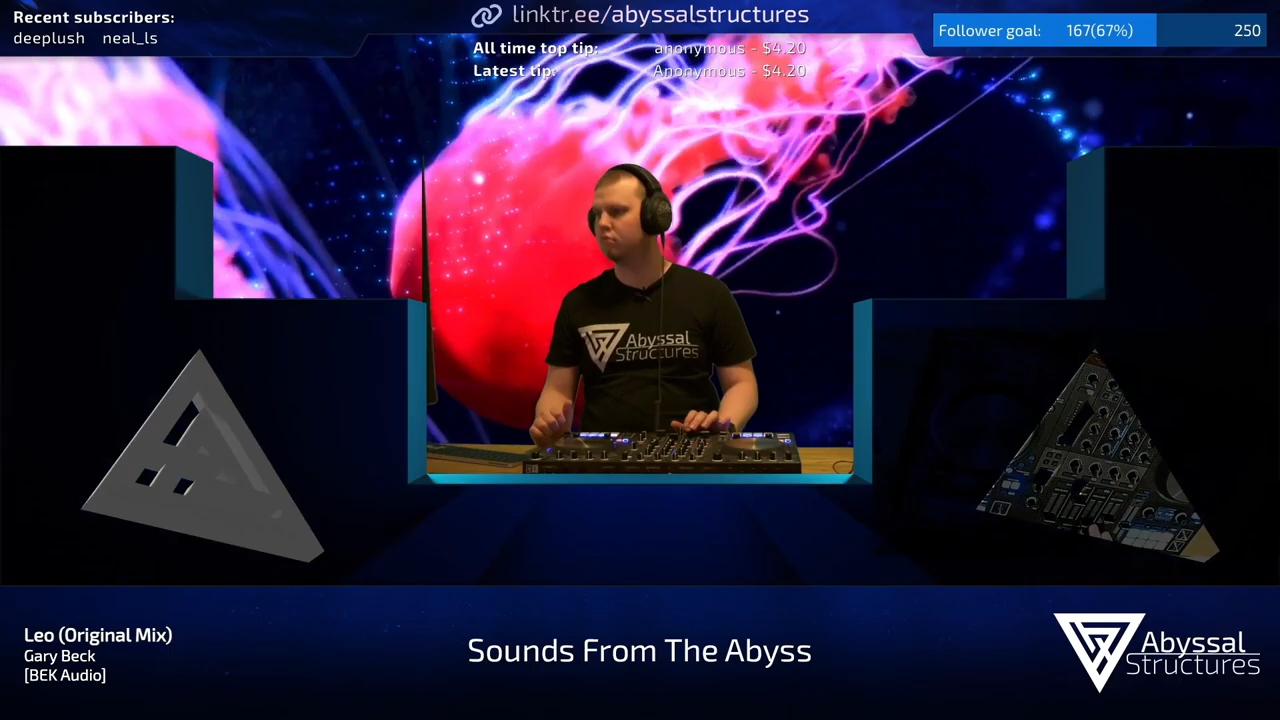 Recent subscribers:
deeplush neal_ls
linktr.ee/abyssalstructures
All time top tip: anonymous - $4.20
Latest tip: Anonymous - $4.20
Follower goal: 167(67%) 250
Abyssal
Structures
Leo (Original Mix)
Gary Beck
[BEK Audio]
Sounds From The Abyss
Abyssal
Structures